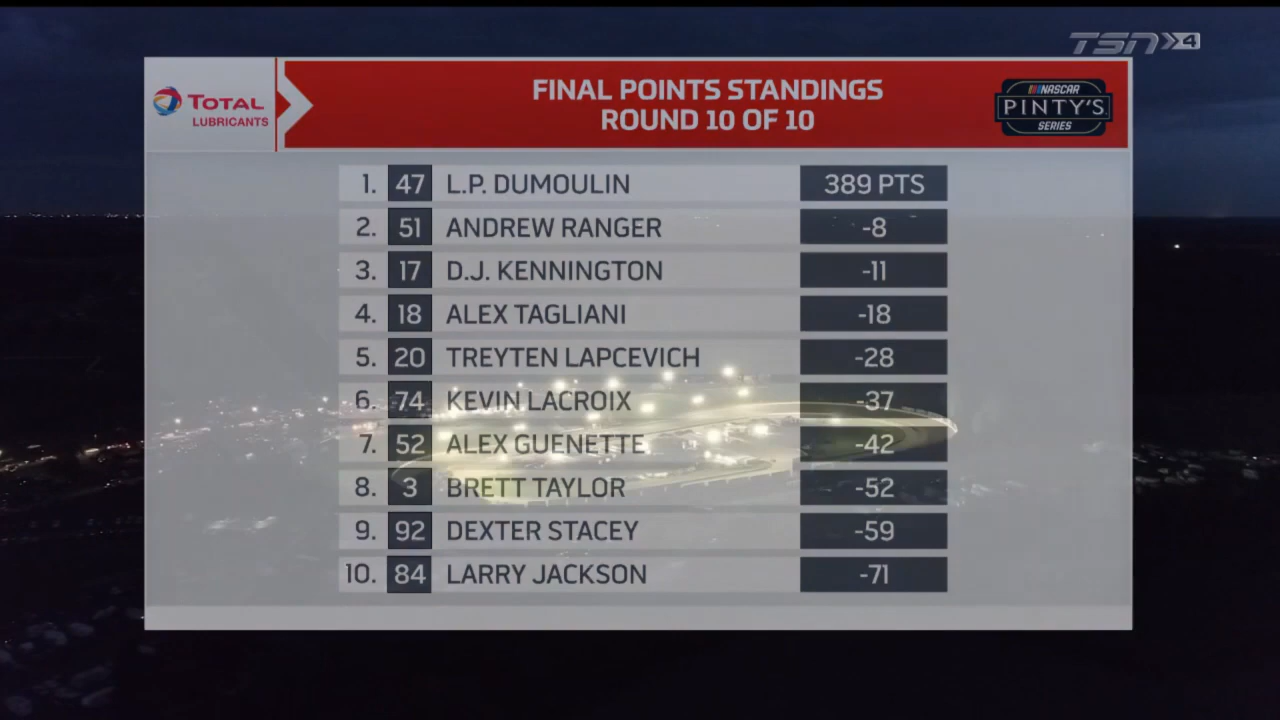 TSN 4
TOTAL
LUBRICANTS
FINAL POINTS STANDINGS
ROUND 10 OF 10
NASCAR
PINTY'S
SERIES
1. 47 L.P. DUMOULIN 389 PTS
2. 51 ANDREW RANGER -8
3. 17 D.J. KENNINGTON -11
4. 18 ALEX TAGLIANI -18
5. 20 TREYTEN LAPCEVICH -28
6. 74 KEVIN LACROIX -37
7. 52 ALEX GUENETTE -42
8. 3 BRETT TAYLOR -52
9. 92 DEXTER STACEY -59
10. 84 LARRY JACKSON -71